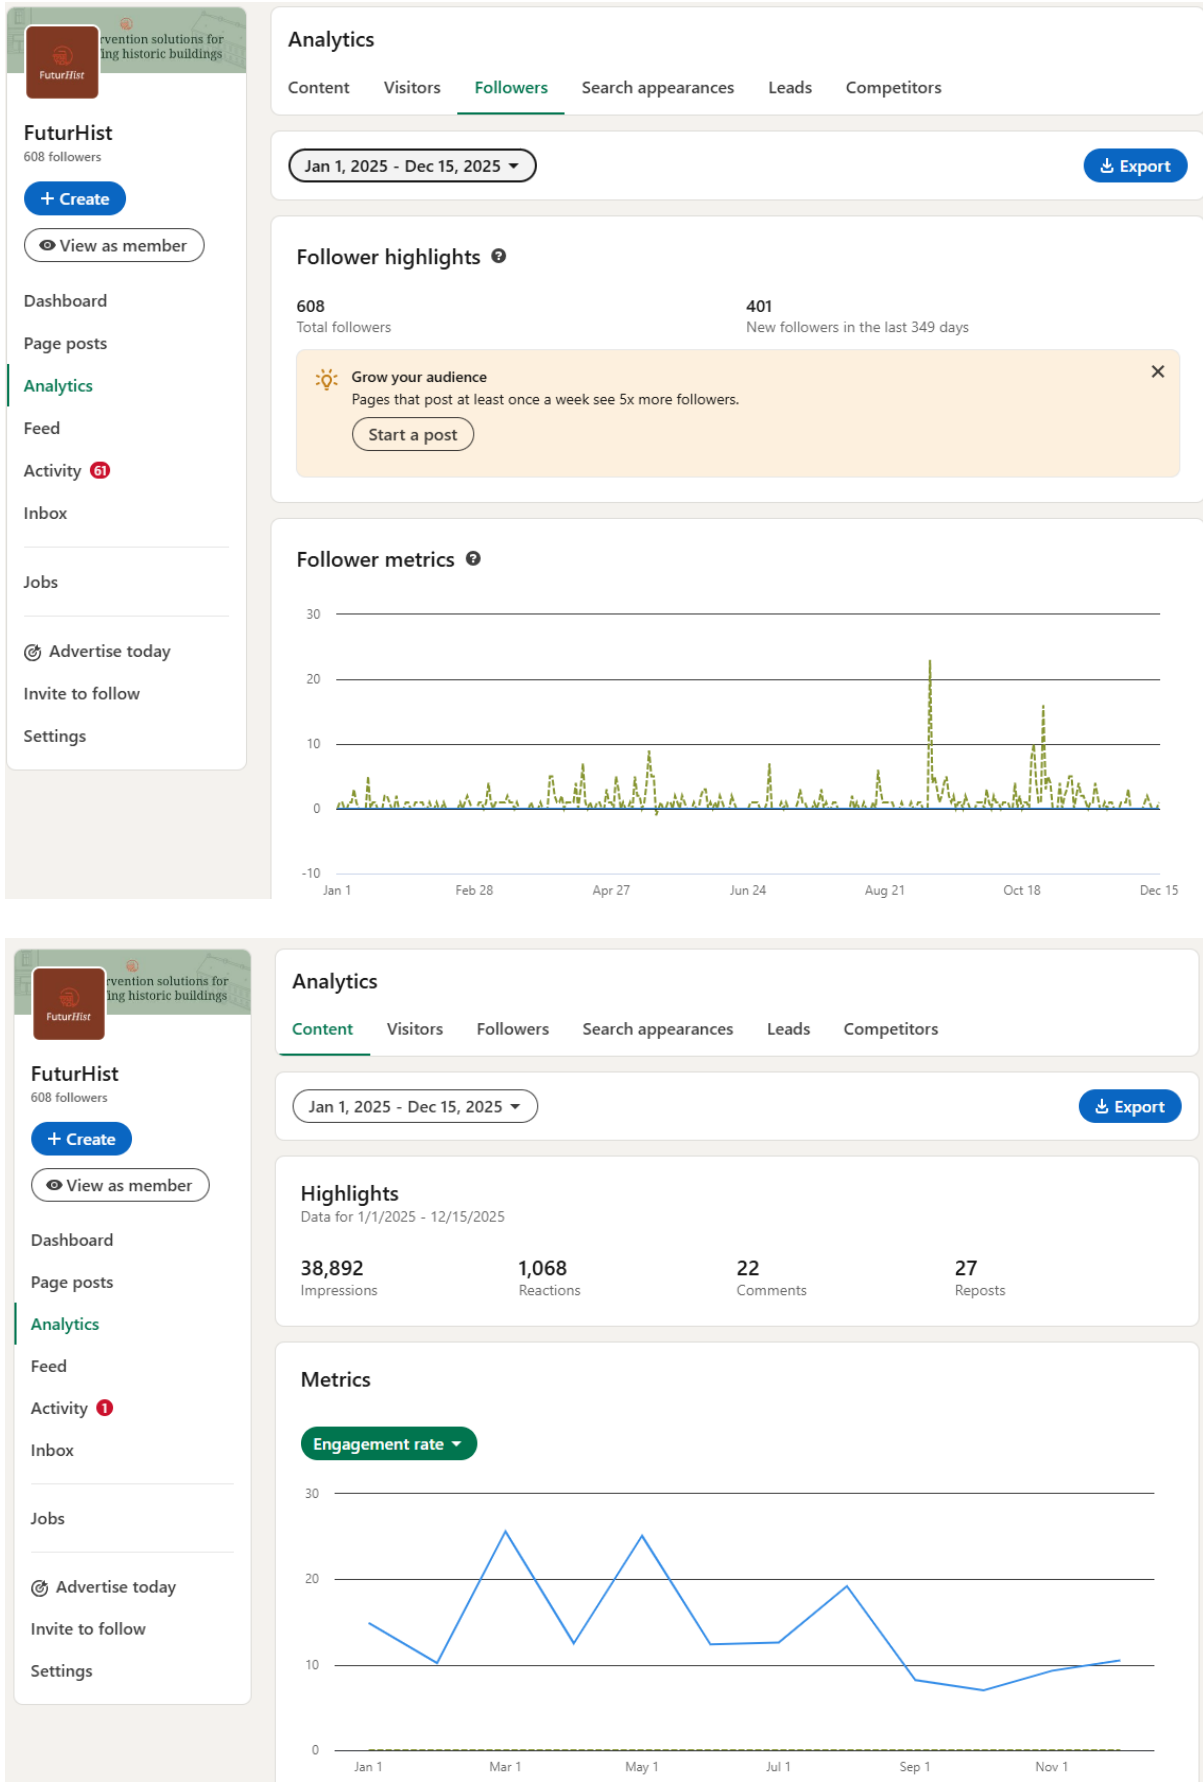 rvention solutions for
ing historic buildings
FuturHist
FuturHist
608 followers
+ Create
View as member
Dashboard
Page posts
Analytics
Feed
Activity 61
Inbox
Jobs
Advertise today
Invite to follow
Settings
Analytics
Content Visitors Followers Search appearances Leads Competitors
Jan 1, 2025 - Dec 15, 2025
Export
Follower highlights
608
Total followers
401
New followers in the last 349 days
Grow your audience
Pages that post at least once a week see 5x more followers.
Start a post
Follower metrics
30
20
10
0
-10
Jan 1 Feb 28 Apr 27 Jun 24 Aug 21 Oct 18 Dec 15
rvention solutions for
ing historic buildings
FuturHist
FuturHist
608 followers
+ Create
View as member
Dashboard
Page posts
Analytics
Feed
Activity 1
Inbox
Jobs
Advertise today
Invite to follow
Settings
Analytics
Content Visitors Followers Search appearances Leads Competitors
Jan 1, 2025 - Dec 15, 2025
Export
Highlights
Data for 1/1/2025 - 12/15/2025
38,892
Impressions
1,068
Reactions
22
Comments
27
Reposts
Metrics
Engagement rate
30
20
10
0
Jan 1 Mar 1 May 1 Jul 1 Sep 1 Nov 1